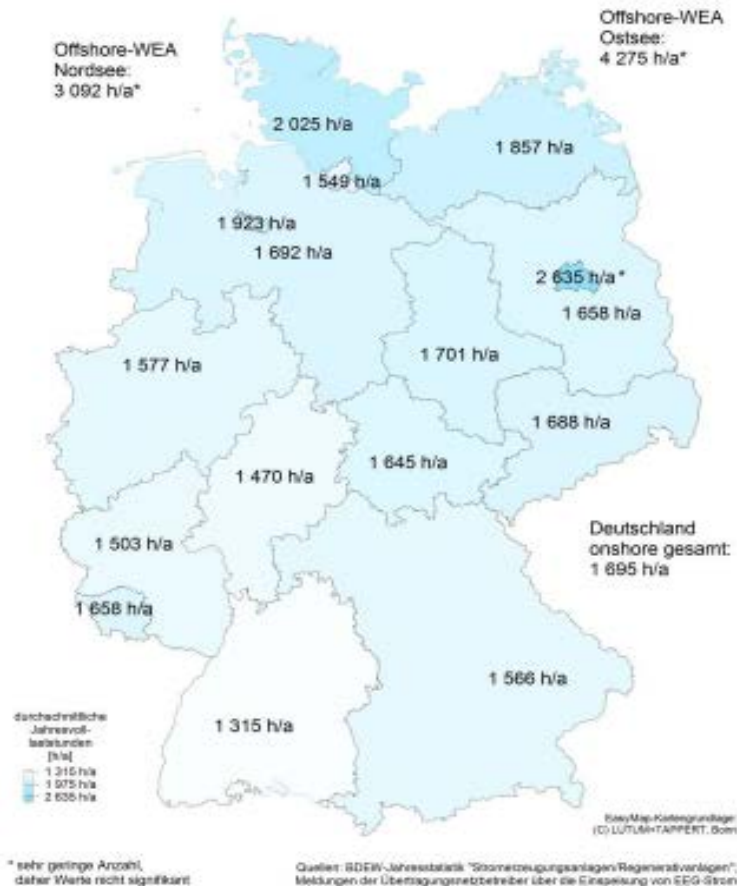 Offshore-WEA
Nordsee:
3 092 h/a*
Offshore-WEA
Ostsee:
4 275 h/a*
2 025 h/a
1 857 h/a
1 549 h/a
1 923 h/a
1 692 h/a
2 635 h/a*
1 658 h/a
1 577 h/a
1 701 h/a
1 688 h/a
1 470 h/a
1 645 h/a
1 503 h/a
Deutschland
onshore gesamt:
1 695 h/a
1 658 h/a
1 566 h/a
1 315 h/a
durchschnittliche
Jahresvoll-
laststunden
[h/a]
1 315 h/a
1 975 h/a
2 635 h/a
EasyMap-Kartengrundlage:
(C) LUTUM+TAPPERT, Bonn
* sehr geringe Anzahl,
daher Werte nicht signifikant
Quellen: BDEW-Jahresstatistik "Stromerzeugungsanlagen/Regenerativanlagen";
Meldungen der Übertragungsnetzbetreiber über die Einspeisung von EEG-Strom